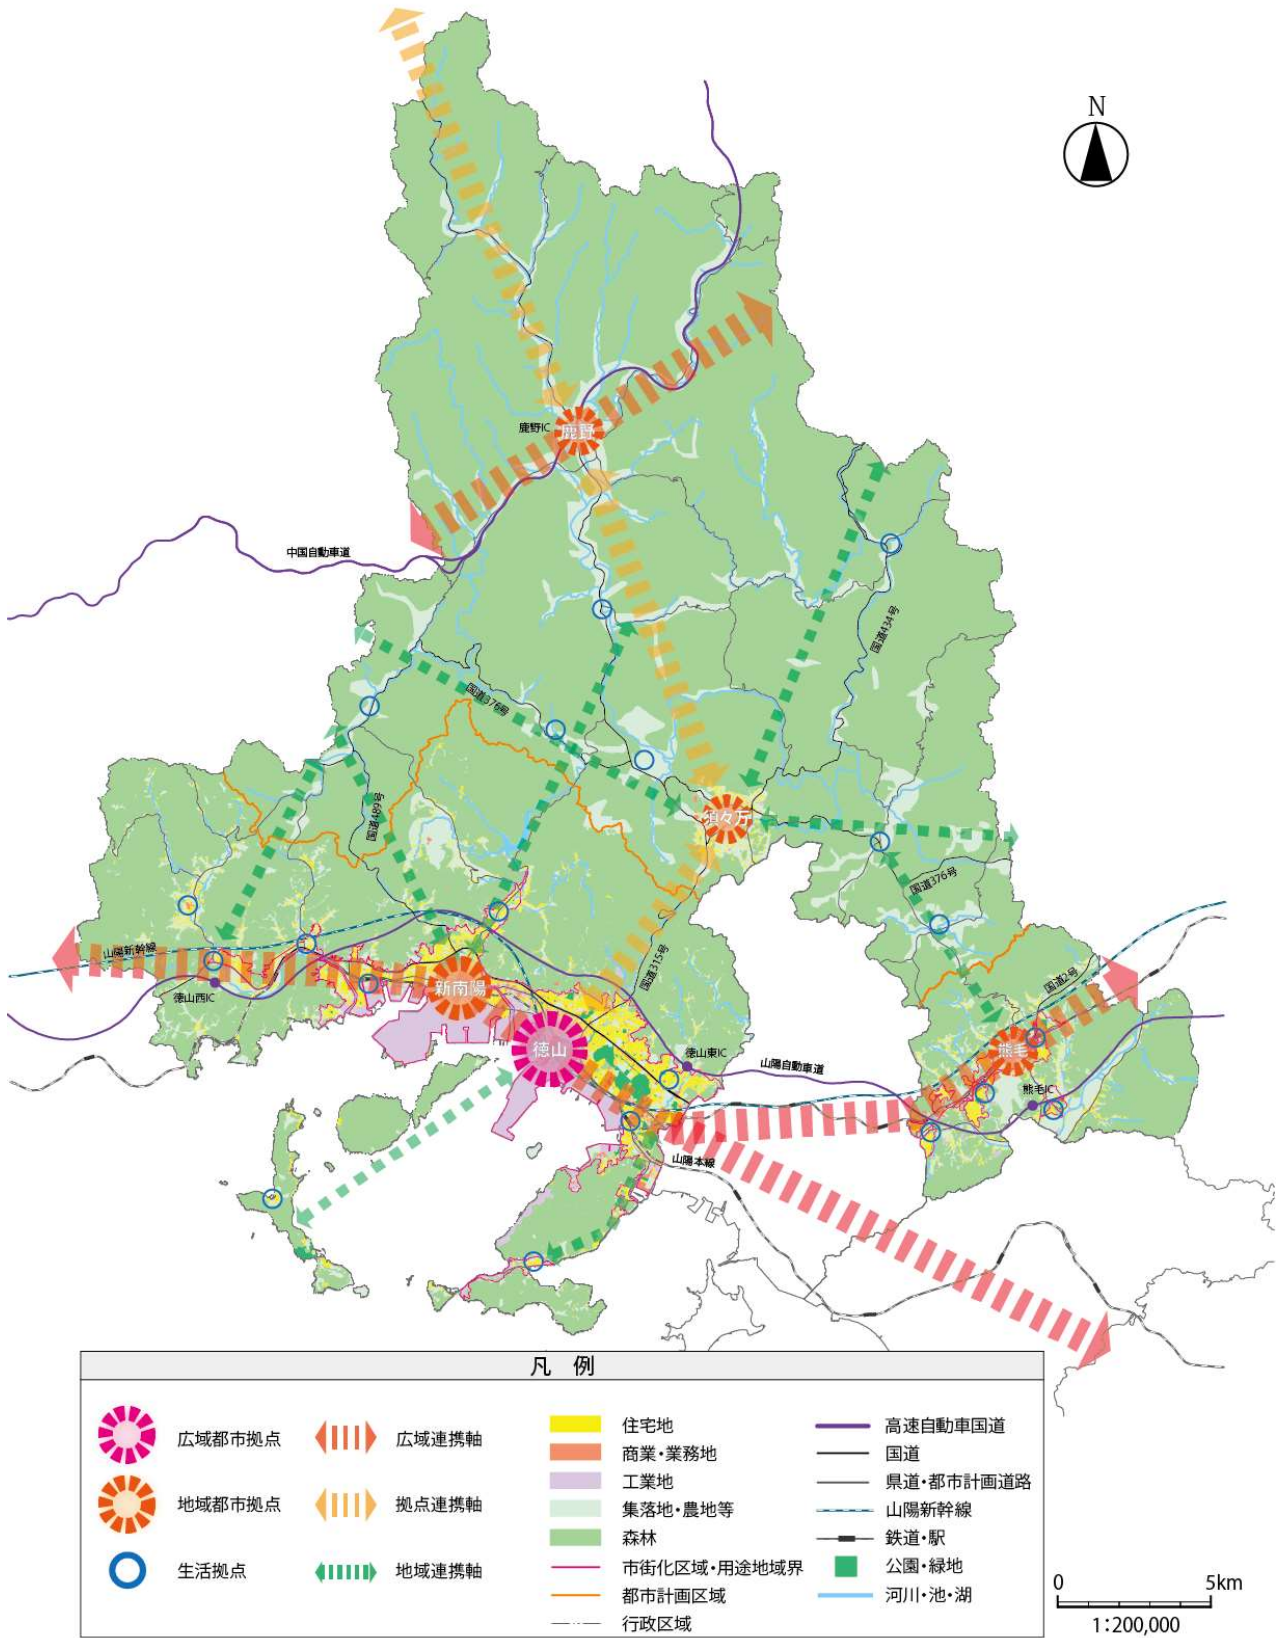 N
鹿野IC
鹿野
中国自動車道
国道434号
国道376号
国道489号
須々万
国道376号
国道315号
山陽新幹線
徳山西IC
新南陽
国道2号
徳山
徳山東IC
山陽自動車道
熊毛
熊毛IC
山陽本線
凡 例
広域都市拠点
広域連携軸
住宅地
高速自動車国道
商業・業務地
国道
工業地
県道・都市計画道路
地域都市拠点
拠点連携軸
集落地・農地等
山陽新幹線
森林
鉄道・駅
生活拠点
地域連携軸
市街化区域・用途地域界
公園・緑地
都市計画区域
河川・池・湖
行政区域
0 5km
1:200,000